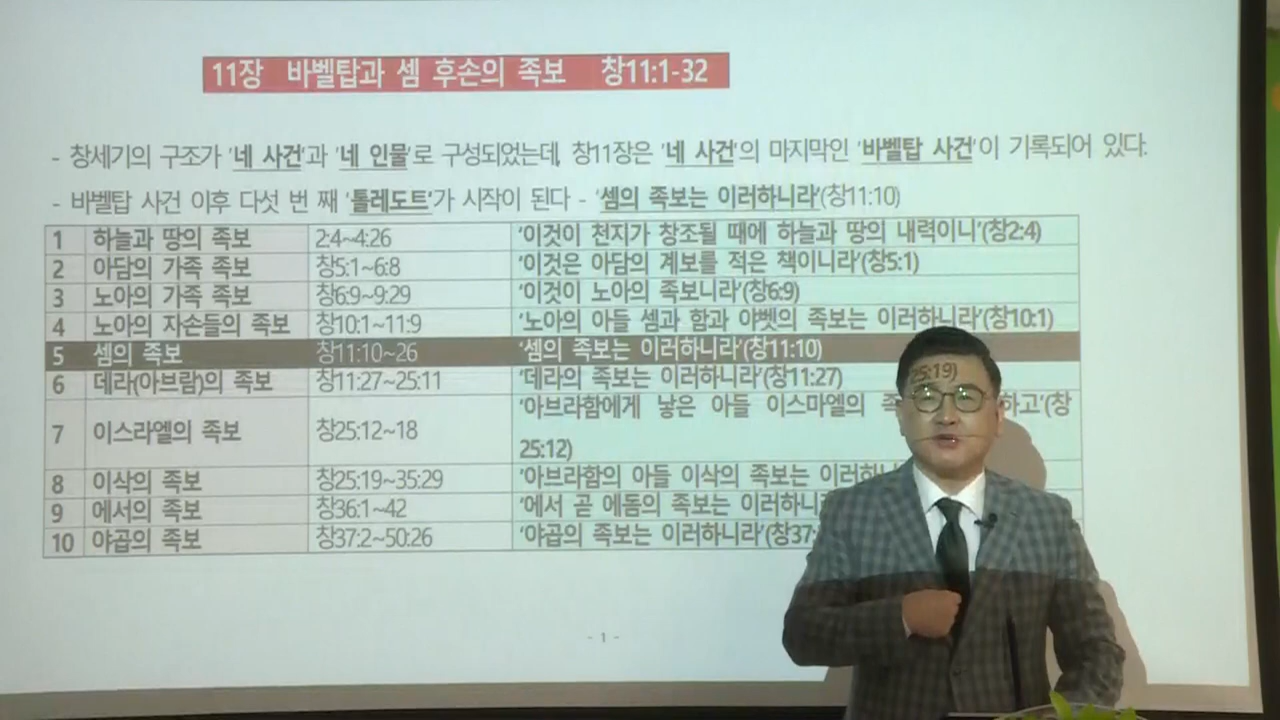 11장 바벨탑과 셈 후손의 족보 창11:1-32
- 창세기의 구조가 '네 사건'과 '네 인물'로 구성되었는데, 창11장은 '네 사건'의 마지막인 '바벨탑 사건'이 기록되어 있다.
- 바벨탑 사건 이후 다섯 번 째 '톨레도트'가 시작이 된다 - '셈의 족보는 이러하니라'(창11:10)
1 하늘과 땅의 족보 2:4~4:26 '이것이 천지가 창조될 때에 하늘과 땅의 내력이니'(창2:4)
2 아담의 가족 족보 창5:1~6:8 '이것은 아담의 계보를 적은 책이니라'(창5:1)
3 노아의 가족 족보 창6:9~9:29 '이것이 노아의 족보니라'(창6:9)
4 노아의 자손들의 족보 창10:1~11:9 '노아의 아들 셈과 함과 야벳의 족보는 이러하니라'(창10:1)
5 셈의 족보 창11:10~26 '셈의 족보는 이러하니라'(창11:10)
6 데라(아브람)의 족보 창11:27~25:11 '데라의 족보는 이러하니라'(창11:27)
7 이스라엘의 족보 창25:12~18 '아브라함에게 낳은 아들 이스마엘의 족 하고'(창
25:12)
8 이삭의 족보 창25:19~35:29 '아브라함의 아들 이삭의 족보는 이러하 25:19)
9 에서의 족보 창36:1~42 '에서 곧 에돔의 족보는 이러하니
10 야곱의 족보 창37:2~50:26 '야곱의 족보는 이러하니라'(창37:
- 1 -